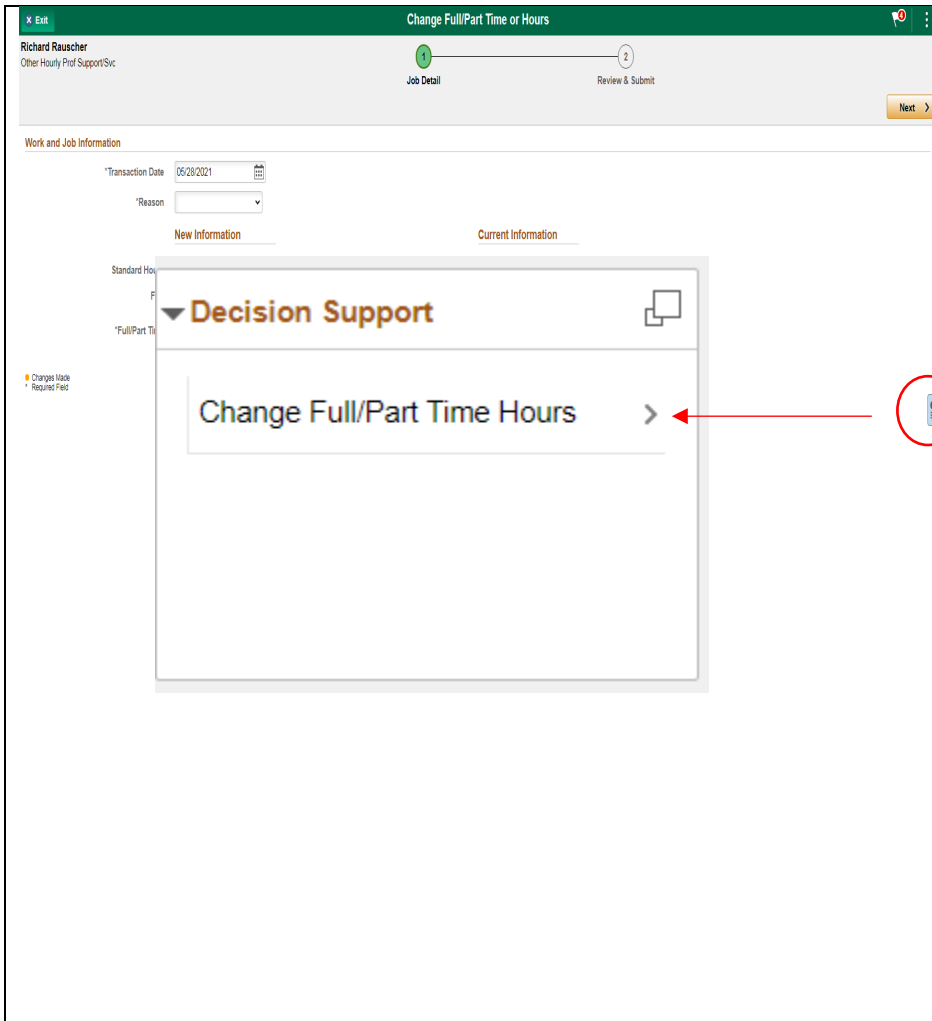 × Exit
Change Full/Part Time or Hours
4
Richard Rauscher
Other Hourly Prof Support/Svc
1
2
Job Detail
Review & Submit
Next >
Work and Job Information
*Transaction Date 05/28/2021
*Reason
New Information
Current Information
Standard Hou
F
*Full/Part Ti
Decision Support
Change Full/Part Time Hours >
Changes Made
* Required Field